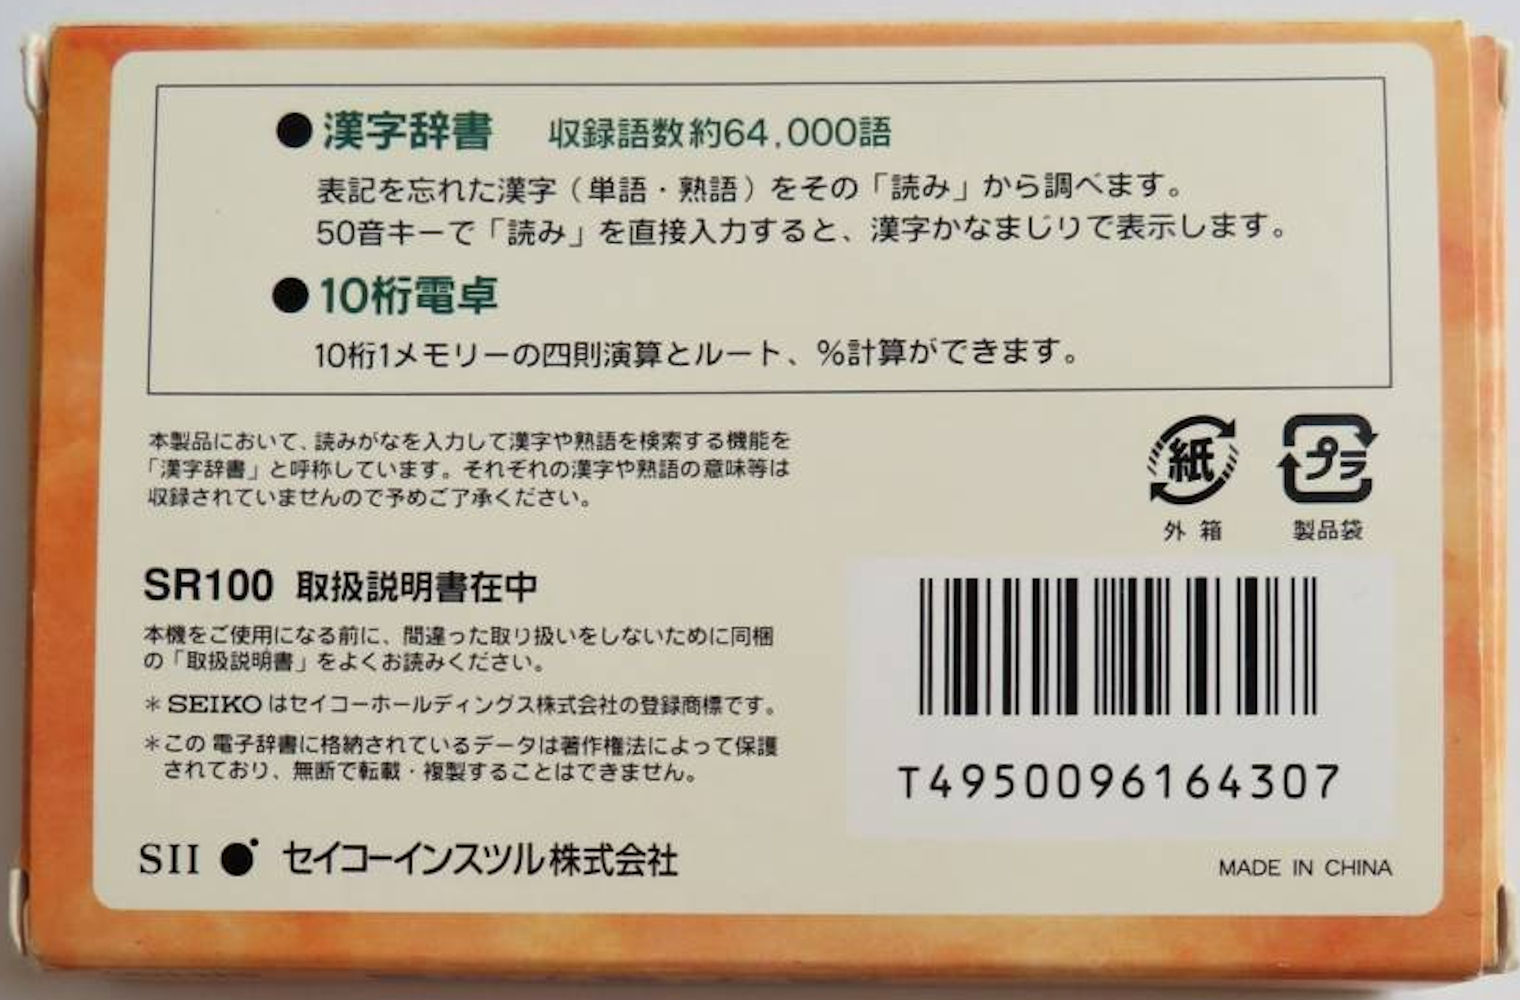 ●漢字辞書 収録語数約64,000語
表記を忘れた漢字(単語・熟語)をその「読み」から調べます。
50音キーで「読み」を直接入力すると、漢字かなまじりで表示します。
●10桁電卓
10桁1メモリーの四則演算とルート、%計算ができます。
本製品において、読みがなを入力して漢字や熟語を検索する機能を
「漢字辞書」と呼称しています。それぞれの漢字や熟語の意味等は
収録されていませんので予めご了承ください。
紙
外箱
プラ
製品袋
SR100 取扱説明書在中
本機をご使用になる前に、間違った取り扱いをしないために同梱
の「取扱説明書」をよくお読みください。
*SEIKOはセイコーホールディングス株式会社の登録商標です。
*この 電子辞書に格納されているデータは著作権法によって保護
されており、無断で転載・複製することはできません。
T4950096164307
SII セイコーインスツル株式会社
MADE IN CHINA